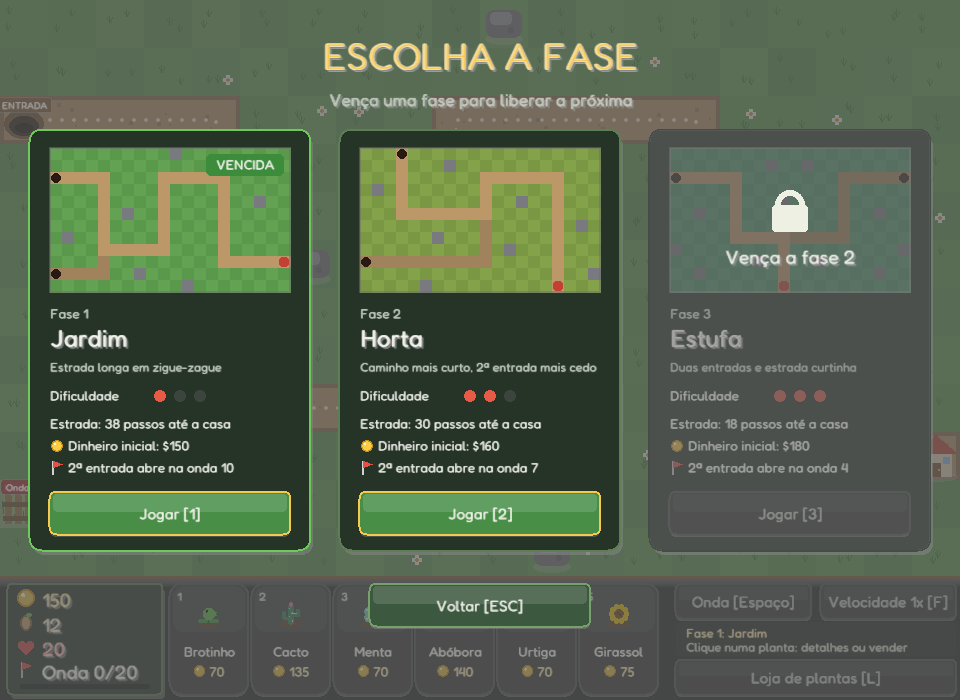 ESCOLHA A FASE
Vença uma fase para liberar a próxima
ENTRADA
VENCIDA
Fase 1
Jardim
Estrada longa em zigue-zague
Dificuldade
Estrada: 38 passos até a casa
Dinheiro inicial: $150
2ª entrada abre na onda 10
Jogar [1]
Fase 2
Horta
Caminho mais curto, 2ª entrada mais cedo
Dificuldade
Estrada: 30 passos até a casa
Dinheiro inicial: $160
2ª entrada abre na onda 7
Jogar [2]
Vença a fase 2
Fase 3
Estufa
Duas entradas e estrada curtinha
Dificuldade
Estrada: 18 passos até a casa
Dinheiro inicial: $180
2ª entrada abre na onda 4
Jogar [3]
Onda
Voltar [ESC]
150
12
20
Onda 0/20
1
Brotinho
70
2
Cacto
135
3
Menta
70
Abóbora
140
Urtiga
70
Girassol
75
Onda [Espaço]
Velocidade 1x [F]
Fase 1: Jardim
Clique numa planta: detalhes ou vender
Loja de plantas [L]